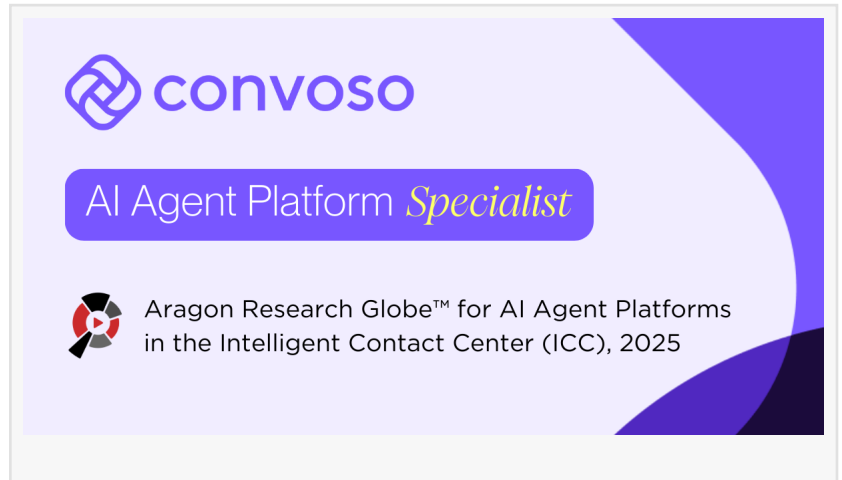 convoso
AI Agent Platform Specialist
Aragon Research Globe™ for AI Agent Platforms
in the Intelligent Contact Center (ICC), 2025